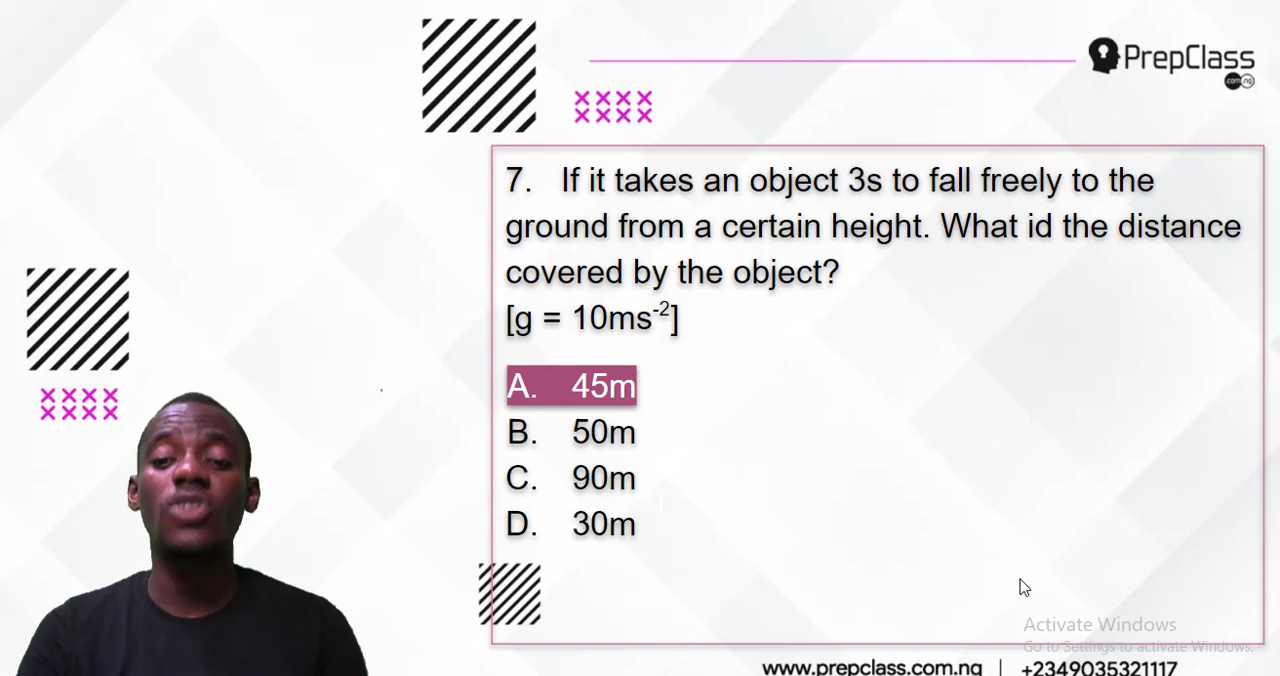 PrepClass
.com ng
7. If it takes an object 3s to fall freely to the
ground from a certain height. What id the distance
covered by the object?
[g = 10ms⁻²]
A. 45m
B. 50m
C. 90m
D. 30m
Activate Windows
Go to Settings to activate Windows.
www.prepclass.com.ng | +2349035321117